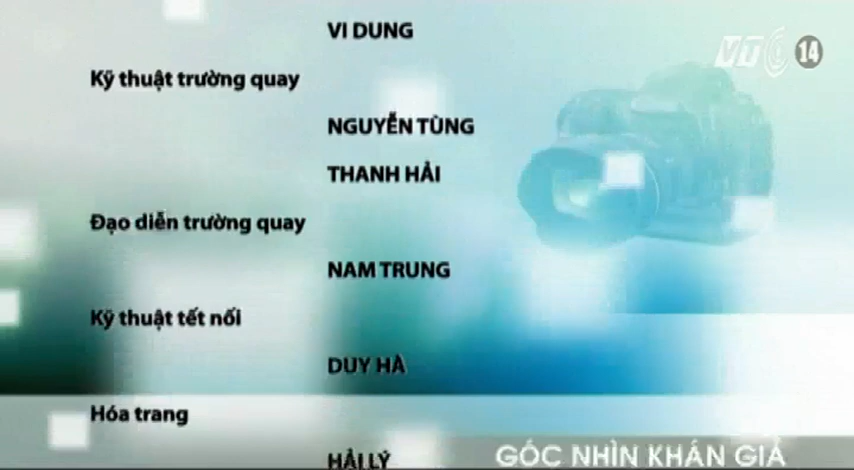 VI DUNG
VTC 14
Kỹ thuật trường quay
NGUYỄN TÙNG
THANH HẢI
Đạo diễn trường quay
NAM TRUNG
Kỹ thuật tết nối
DUY HÀ
Hóa trang
HẢI LÝ
GÓC NHÌN KHÁN GIẢ